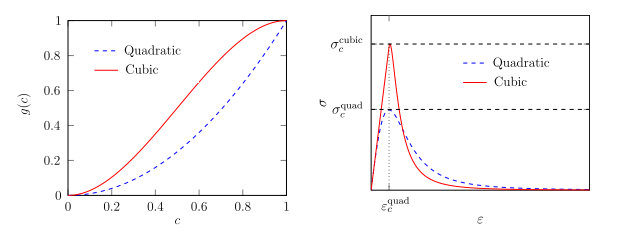 1
0.8
0.6
0.4
0.2
0
0 0.2 0.4 0.6 0.8 1
g(c)
c
Quadratic
Cubic
σ_c^cubic
σ_c^quad
σ
Quadratic
Cubic
ε_c^quad
ε